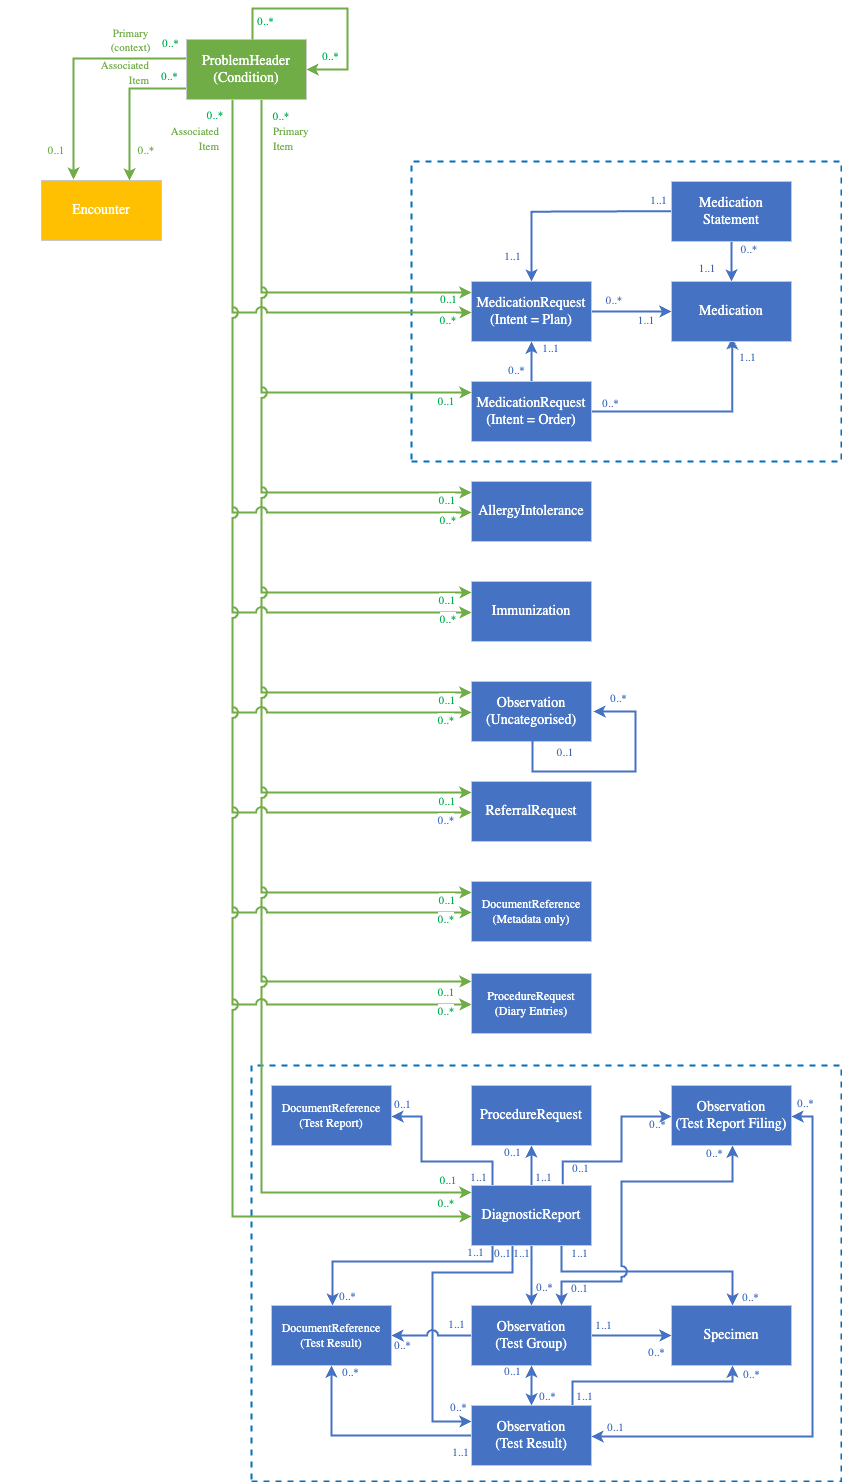 0..*
Primary
(context)
0..*
ProblemHeader
(Condition)
0..*
Associated
Item
0..*
0..*
0..*
Associated
Item
Primary
Item
0..1
0..*
Encounter
1..1
Medication
Statement
0..*
1..1
1..1
0..1
0..*
MedicationRequest
(Intent = Plan)
0..*
1..1
Medication
1..1
0..*
1..1
0..1
MedicationRequest
(Intent = Order)
0..*
0..1
0..*
AllergyIntolerance
0..1
0..*
Immunization
0..1
0..*
Observation
(Uncategorised)
0..*
0..1
0..1
0..*
ReferralRequest
0..1
0..*
DocumentReference
(Metadata only)
0..1
0..*
ProcedureRequest
(Diary Entries)
DocumentReference
(Test Report)
0..1
ProcedureRequest
Observation
(Test Report Filing)
0..*
0..*
0..1
0..*
0..1
0..*
1..1
1..1
0..1
DiagnosticReport
1..1
0..1
1..1
1..1
0..*
0..*
0..1
0..*
DocumentReference
(Test Result)
0..*
1..1
Observation
(Test Group)
1..1
0..*
Specimen
0..*
0..1
0..*
0..*
0..*
1..1
Observation
(Test Result)
1..1
0..1